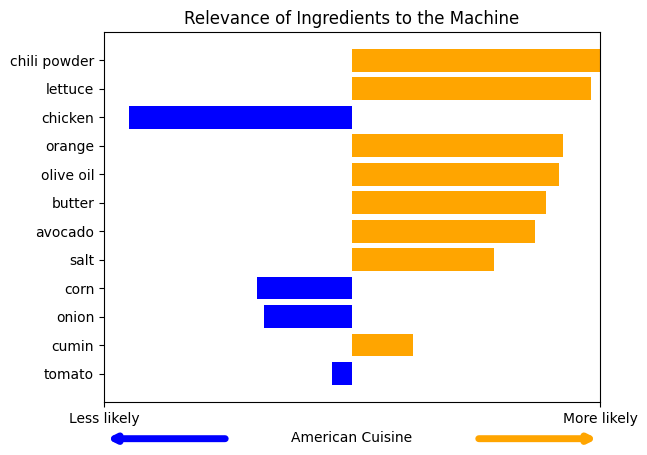 Relevance of Ingredients to the Machine
chili powder
lettuce
chicken
orange
olive oil
butter
avocado
salt
corn
onion
cumin
tomato
Less likely More likely
American Cuisine